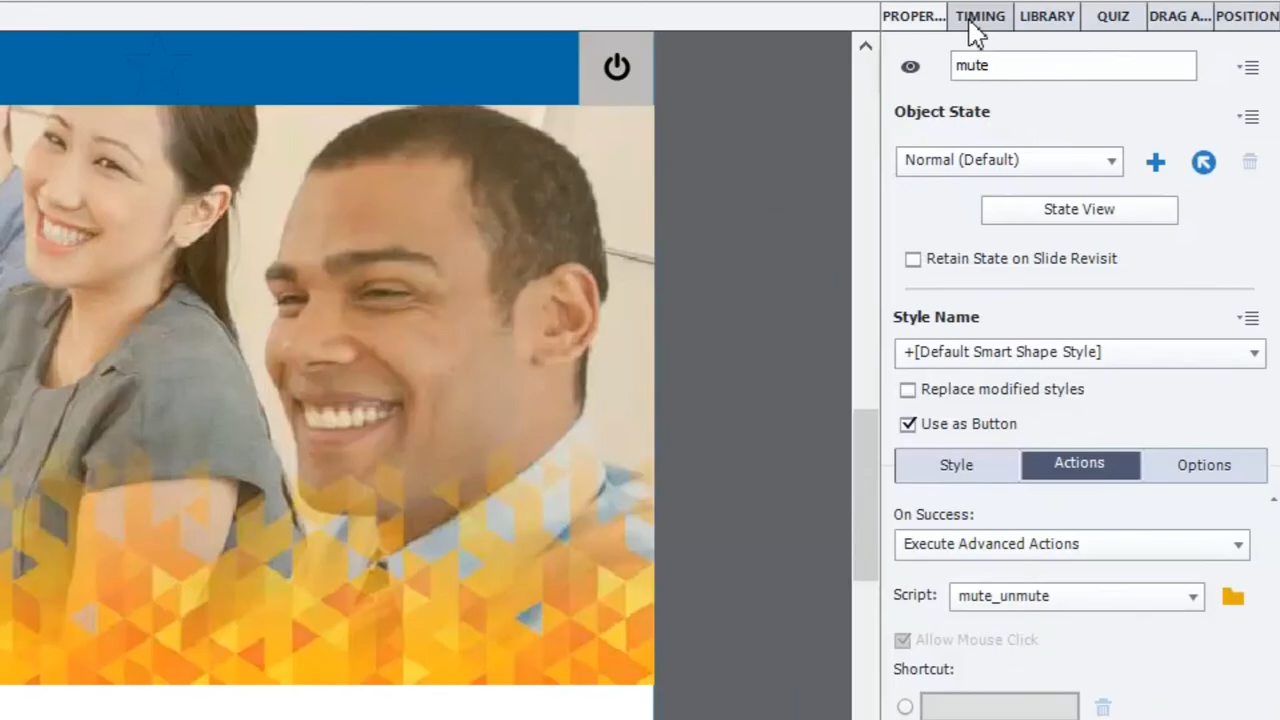 PROPER... TIMING LIBRARY QUIZ DRAG A... POSITION
mute
Object State
Normal (Default)
State View
Retain State on Slide Revisit
Style Name
+[Default Smart Shape Style]
Replace modified styles
Use as Button
Style Actions Options
On Success:
Execute Advanced Actions
Script: mute_unmute
Allow Mouse Click
Shortcut: